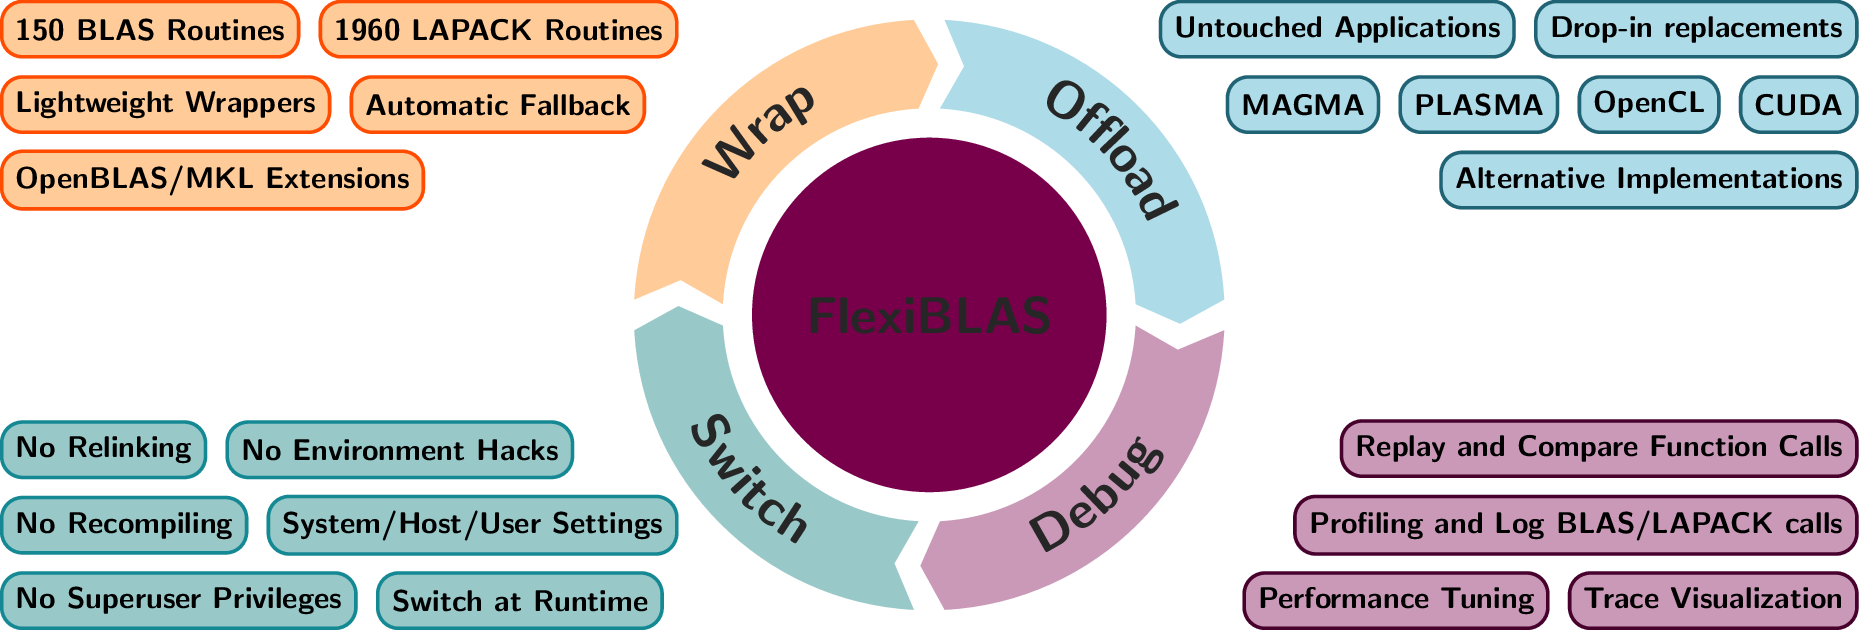 150 BLAS Routines
1960 LAPACK Routines
Lightweight Wrappers
Automatic Fallback
OpenBLAS/MKL Extensions
Untouched Applications
Drop-in replacements
MAGMA
PLASMA
OpenCL
CUDA
Alternative Implementations
Wrap
Offload
FlexiBLAS
Switch
Debug
No Relinking
No Environment Hacks
No Recompiling
System/Host/User Settings
No Superuser Privileges
Switch at Runtime
Replay and Compare Function Calls
Profiling and Log BLAS/LAPACK calls
Performance Tuning
Trace Visualization